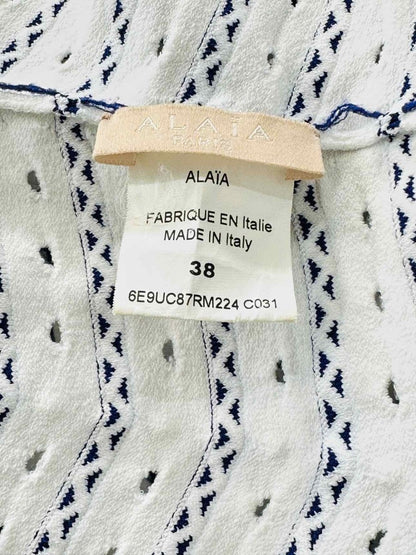 ALAÏA
PARIS
ALAÏA
FABRIQUE EN Italie
MADE IN Italy
38
6E9UC87RM224 C031